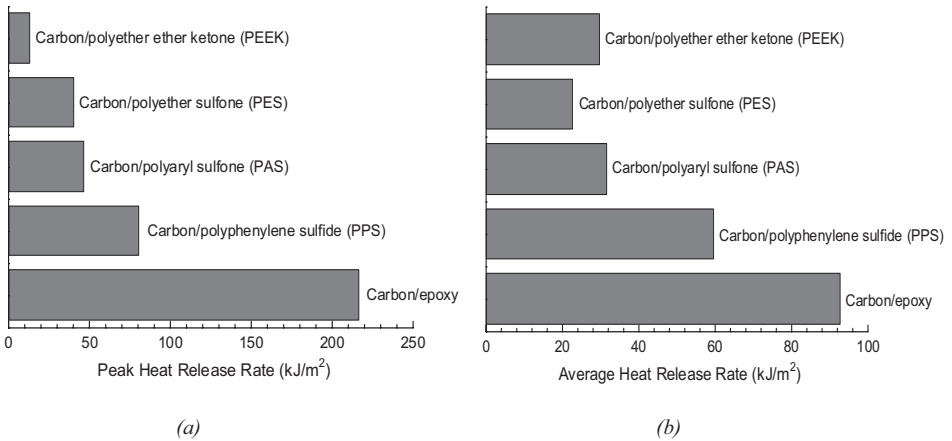 Carbon/polyether ether ketone (PEEK)
Carbon/polyether sulfone (PES)
Carbon/polyaryl sulfone (PAS)
Carbon/polyphenylene sulfide (PPS)
Carbon/epoxy
0 50 100 150 200 250
Peak Heat Release Rate (kJ/m²)
(a)
Carbon/polyether ether ketone (PEEK)
Carbon/polyether sulfone (PES)
Carbon/polyaryl sulfone (PAS)
Carbon/polyphenylene sulfide (PPS)
Carbon/epoxy
0 20 40 60 80 100
Average Heat Release Rate (kJ/m²)
(b)